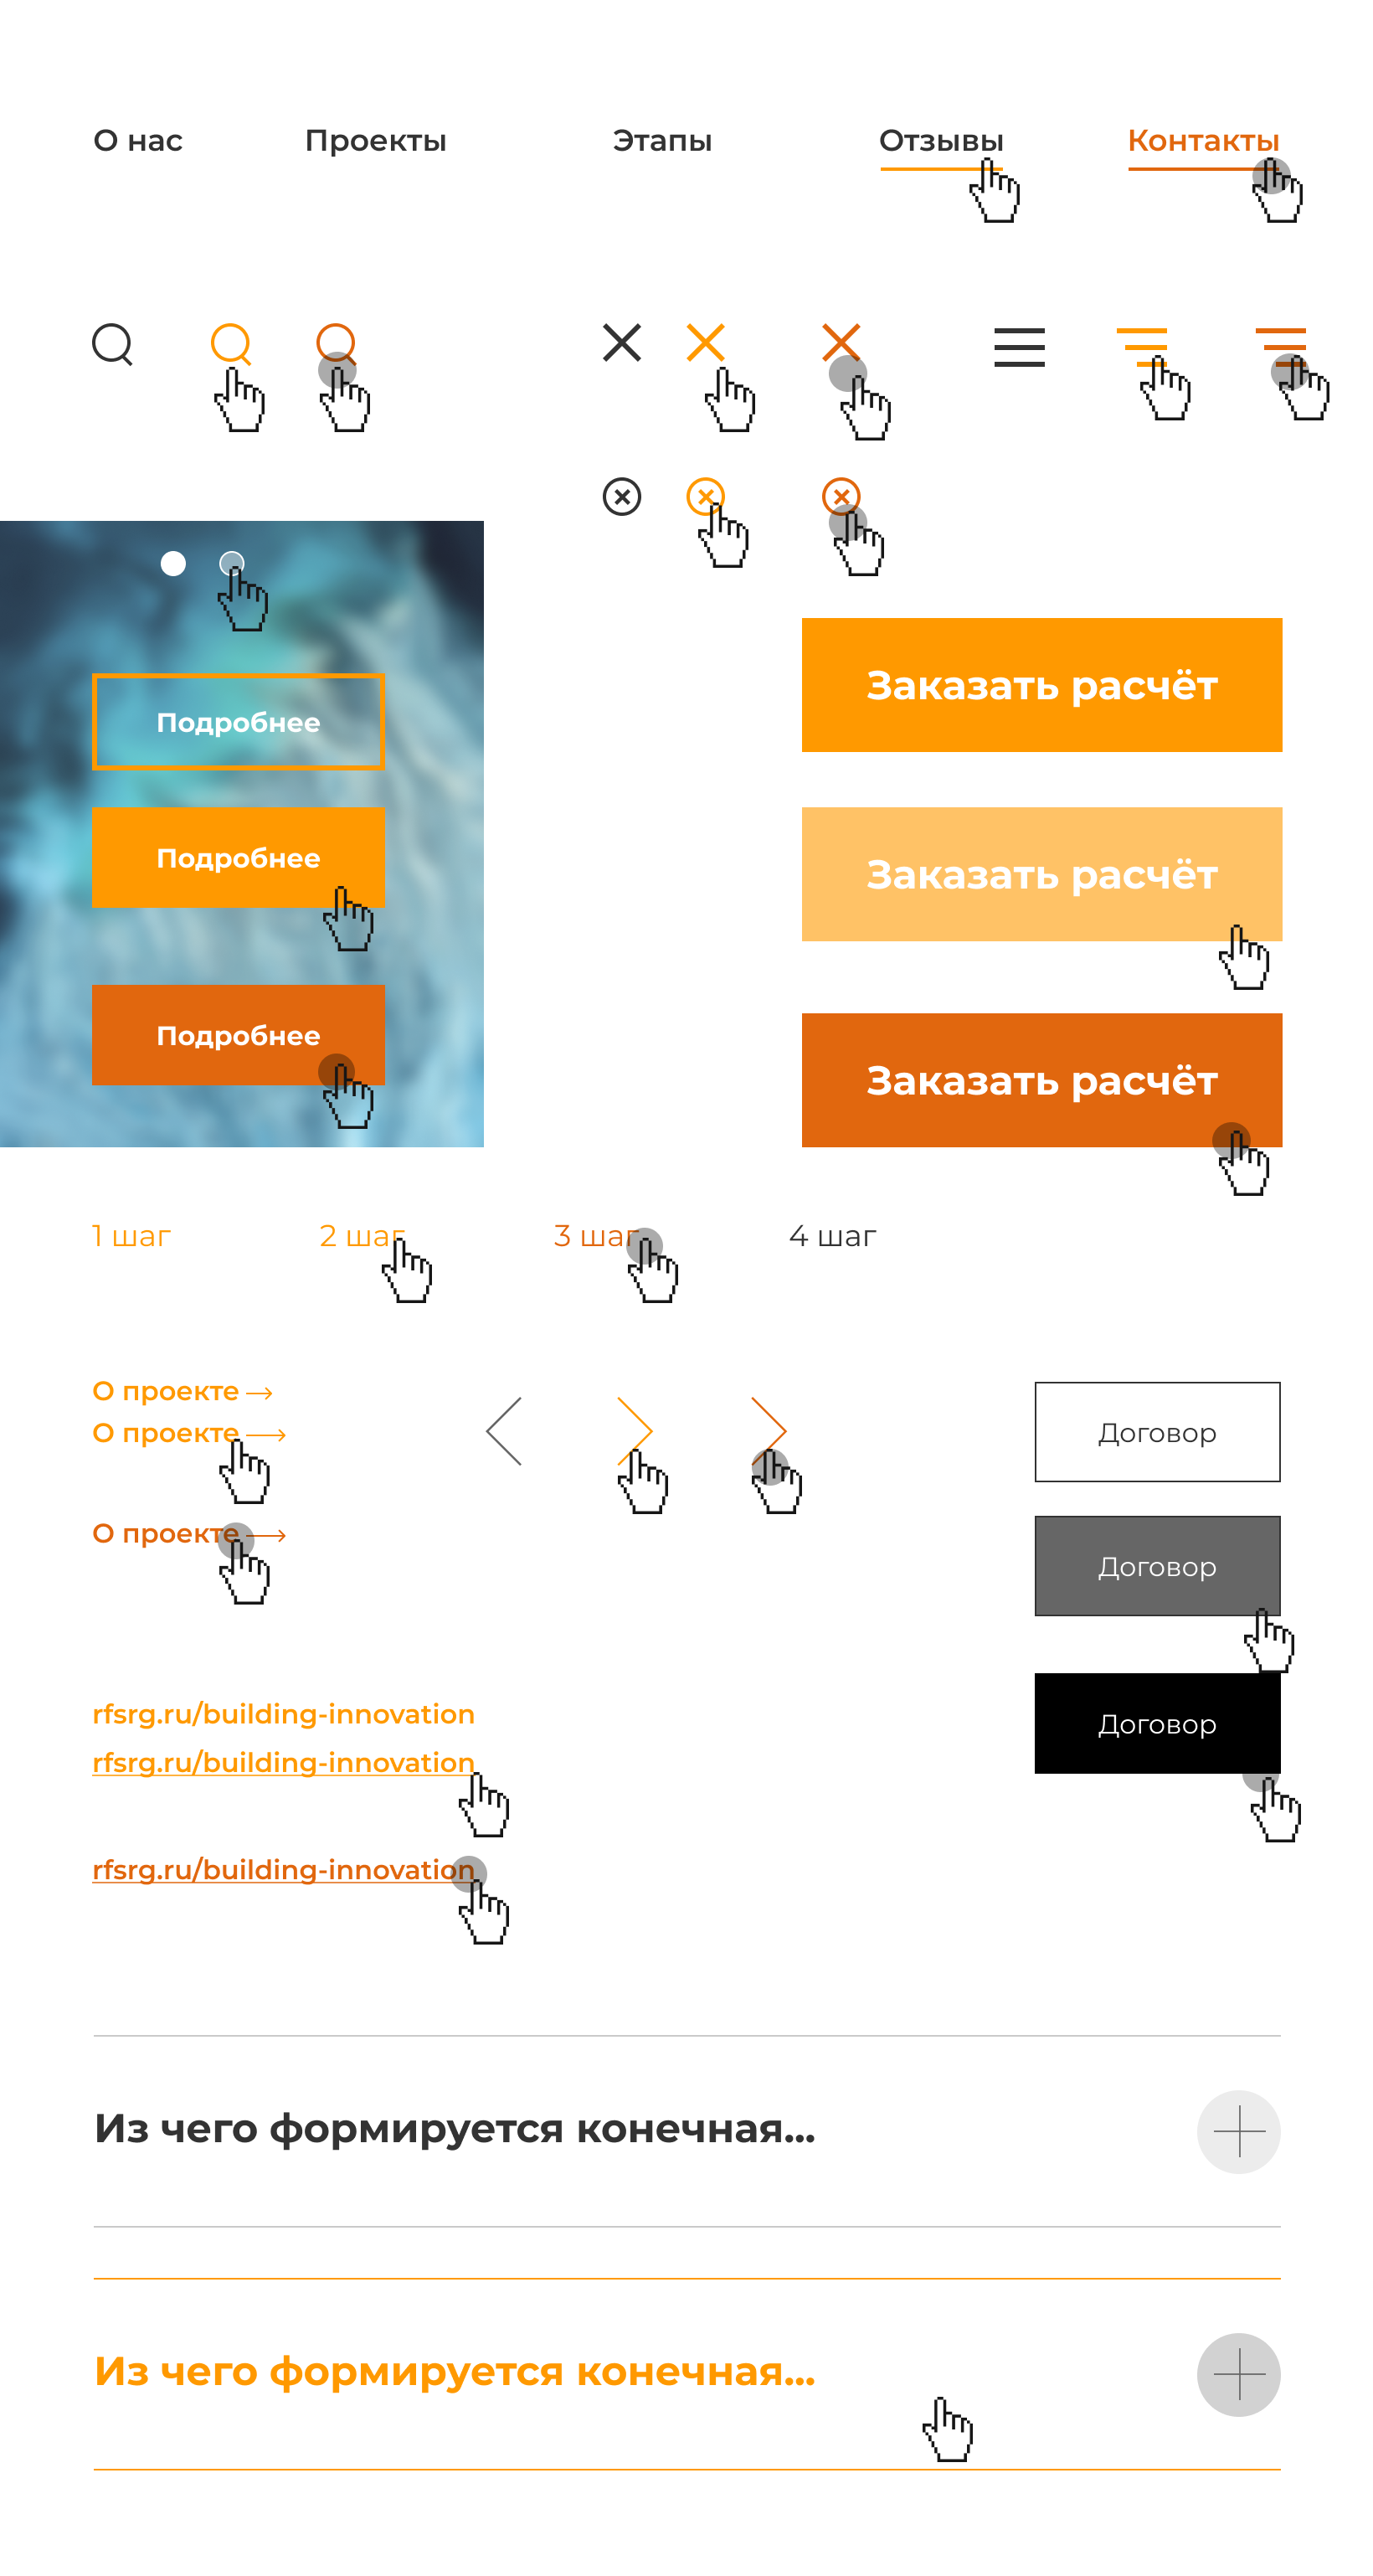 О нас
Проекты
Этапы
Отзывы
Контакты
Подробнее
Подробнее
Подробнее
Заказать расчёт
Заказать расчёт
Заказать расчёт
1 шаг
2 шаг
3 шаг
4 шаг
О проекте
О проекте
О проекте
Договор
Договор
Договор
rfsrg.ru/building-innovation
rfsrg.ru/building-innovation
rfsrg.ru/building-innovation
Из чего формируется конечная...
Из чего формируется конечная...